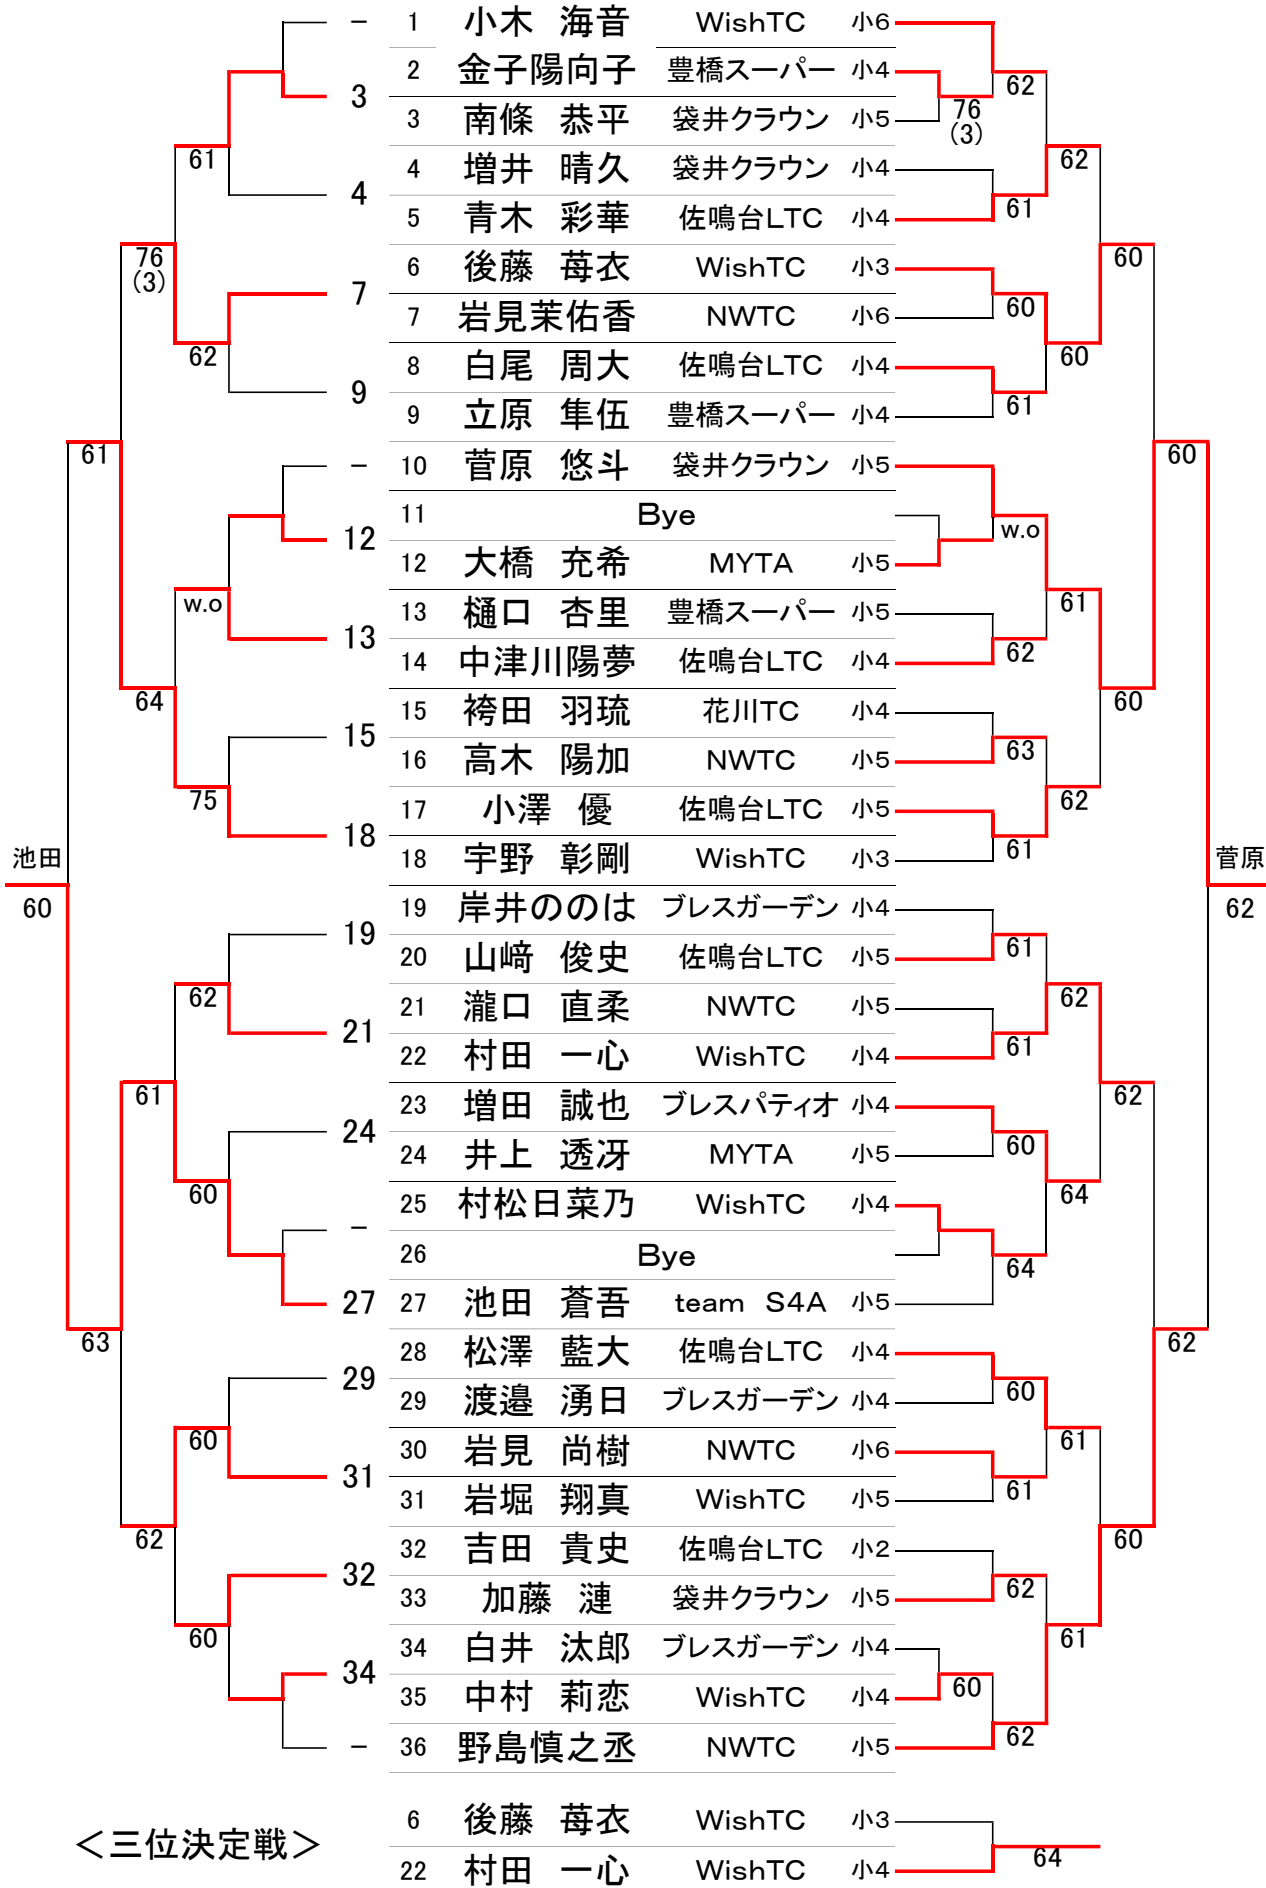 - 1 小木 海音 WishTC 小6
2 金子陽向子 豊橋スーパー 小4 62
3 76
(3)
3 南條 恭平 袋井クラウン 小5
61 4 増井 晴久 袋井クラウン 小4 62
4 61
5 青木 彩華 佐鳴台LTC 小4
76
(3) 6 後藤 苺衣 WishTC 小3 60
7 60
7 岩見茉佑香 NWTC 小6
62 8 白尾 周大 佐鳴台LTC 小4 60
9 61
9 立原 隼伍 豊橋スーパー 小4
61 - 10 菅原 悠斗 袋井クラウン 小5 60
11 Bye w.o
12
12 大橋 充希 MYTA 小5
w.o 13 樋口 杏里 豊橋スーパー 小5 61
13 62
14 中津川陽夢 佐鳴台LTC 小4
64 15 袴田 羽琉 花川TC 小4 60
15 63
16 高木 陽加 NWTC 小5
75 17 小澤 優 佐鳴台LTC 小5 62
18 61
池田 18 宇野 彰剛 WishTC 小3 菅原
60 19 岸井ののは ブレスガーデン 小4 62
19 61
20 山﨑 俊史 佐鳴台LTC 小5
62 21 瀧口 直柔 NWTC 小5 62
21 61
22 村田 一心 WishTC 小4
61 23 増田 誠也 ブレスパティオ 小4 62
24 60
24 井上 透冴 MYTA 小5
60 25 村松日菜乃 WishTC 小4 64
-
26 Bye 64
27 27 池田 蒼吾 team S4A 小5
63 28 松澤 藍大 佐鳴台LTC 小4 62
29 60
29 渡邉 湧日 ブレスガーデン 小4
60 30 岩見 尚樹 NWTC 小6 61
31 61
31 岩堀 翔真 WishTC 小5
62 32 吉田 貴史 佐鳴台LTC 小2 60
32 62
33 加藤 漣 袋井クラウン 小5
60 34 白井 汰郎 ブレスガーデン 小4 61
34 60
35 中村 莉恋 WishTC 小4
62
- 36 野島慎之丞 NWTC 小5
6 後藤 苺衣 WishTC 小3
＜三位決定戦＞ 64
22 村田 一心 WishTC 小4